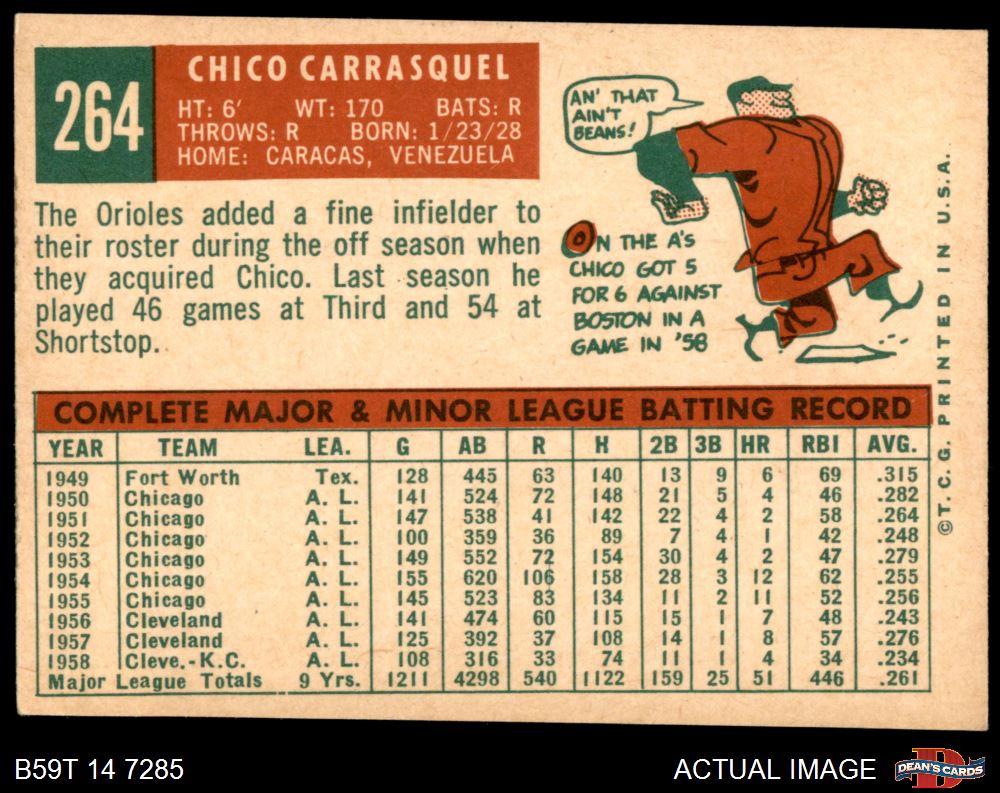 264
CHICO CARRASQUEL
HT: 6' WT: 170 BATS: R
THROWS: R BORN: 1/23/28
HOME: CARACAS, VENEZUELA
The Orioles added a fine infielder to
their roster during the off season when
they acquired Chico. Last season he
played 46 games at Third and 54 at
Shortstop.
AN' THAT
AIN'T
BEANS!
ON THE A'S
CHICO GOT 5
FOR 6 AGAINST
BOSTON IN A
GAME IN '58
COMPLETE MAJOR & MINOR LEAGUE BATTING RECORD
YEAR TEAM LEA. G AB R H 2B 3B HR RBI AVG.
1949 Fort Worth Tex. 128 445 63 140 13 9 6 69 .315
1950 Chicago A. L. 141 524 72 148 21 5 4 46 .282
1951 Chicago A. L. 147 538 41 142 22 4 2 58 .264
1952 Chicago A. L. 100 359 36 89 7 4 1 42 .248
1953 Chicago A. L. 149 552 72 154 30 4 2 47 .279
1954 Chicago A. L. 155 620 106 158 28 3 12 62 .255
1955 Chicago A. L. 145 523 83 134 11 2 11 52 .256
1956 Cleveland A. L. 141 474 60 115 15 1 7 48 .243
1957 Cleveland A. L. 125 392 37 108 14 1 8 57 .276
1958 Cleve.-K.C. A. L. 108 316 33 74 11 1 4 34 .234
Major League Totals 9 Yrs. 1211 4298 540 1122 159 25 51 446 .261
©T. C. G. PRINTED IN U.S.A.
B59T 14 7285
ACTUAL IMAGE
DEAN'S CARDS